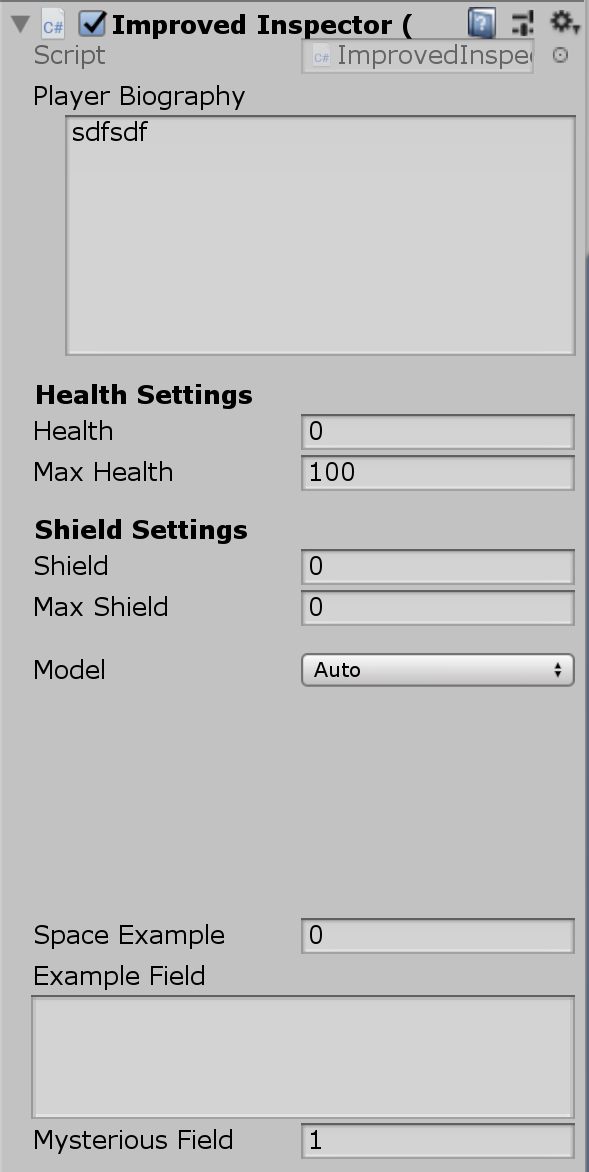 C# Improved Inspector (
Script C# ImprovedInspe
Player Biography
sdfsdf
Health Settings
Health 0
Max Health 100
Shield Settings
Shield 0
Max Shield 0
Model Auto
Space Example 0
Example Field
Mysterious Field 1